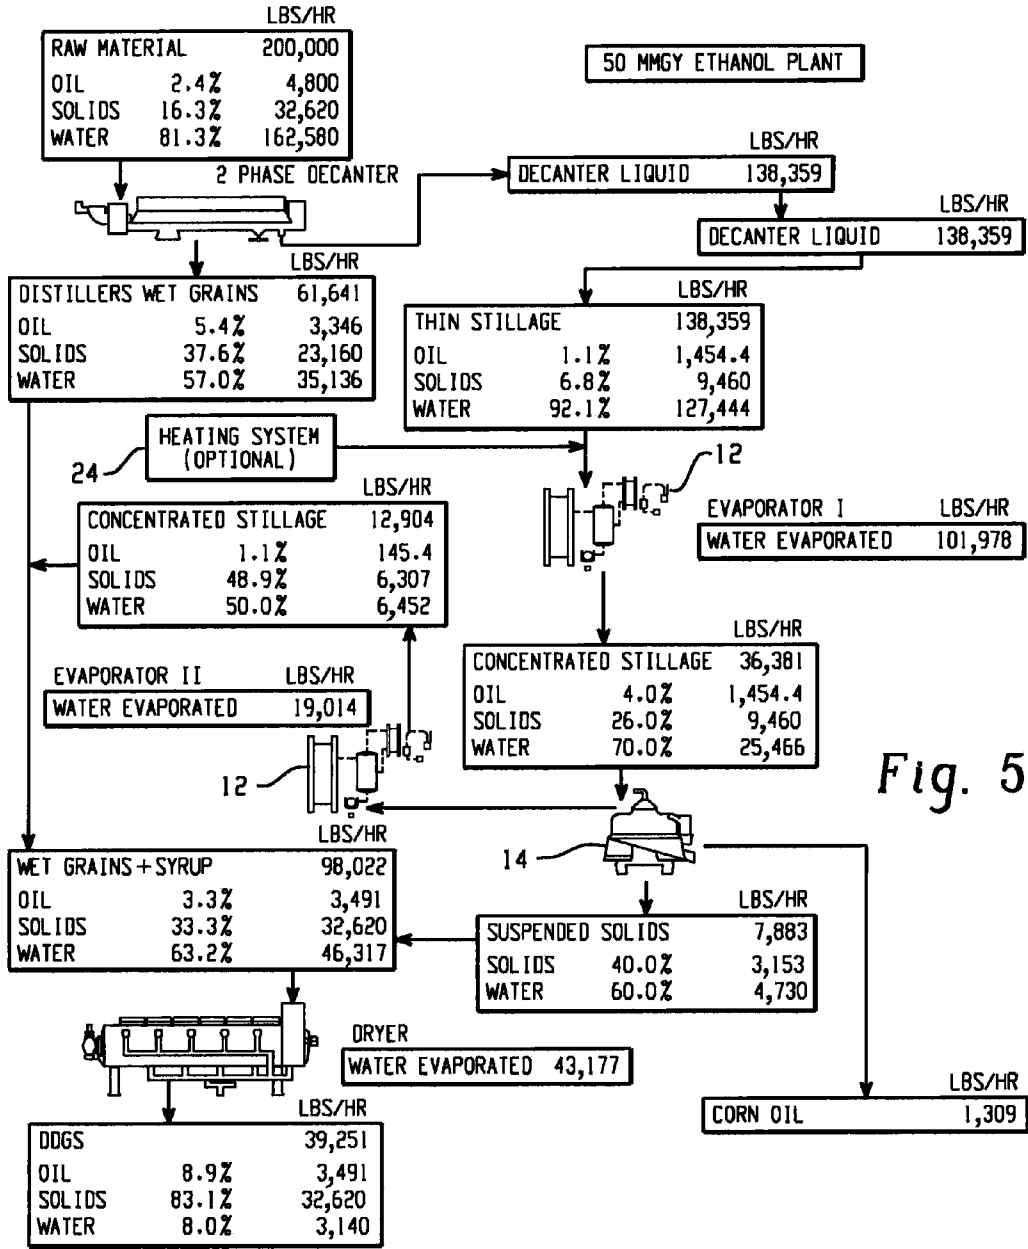 LBS/HR
RAW MATERIAL 200,000
OIL 2.4% 4,800
SOLIDS 16.3% 32,620
WATER 81.3% 162,580
50 MMGY ETHANOL PLANT
2 PHASE DECANTER
LBS/HR
DECANTER LIQUID 138,359
LBS/HR
DECANTER LIQUID 138,359
LBS/HR
DISTILLERS WET GRAINS 61,641
OIL 5.4% 3,346
SOLIDS 37.6% 23,160
WATER 57.0% 35,136
LBS/HR
THIN STILLAGE 138,359
OIL 1.1% 1,454.4
SOLIDS 6.8% 9,460
WATER 92.1% 127,444
HEATING SYSTEM
(OPTIONAL)
24
12
EVAPORATOR I LBS/HR
WATER EVAPORATED 101,978
LBS/HR
CONCENTRATED STILLAGE 12,904
OIL 1.1% 145.4
SOLIDS 48.9% 6,307
WATER 50.0% 6,452
LBS/HR
CONCENTRATED STILLAGE 36,381
OIL 4.0% 1,454.4
SOLIDS 26.0% 9,460
WATER 70.0% 25,466
EVAPORATOR II LBS/HR
WATER EVAPORATED 19,014
12
Fig. 5
14
LBS/HR
WET GRAINS+SYRUP 98,022
OIL 3.3% 3,491
SOLIDS 33.3% 32,620
WATER 63.2% 46,317
LBS/HR
SUSPENDED SOLIDS 7,883
SOLIDS 40.0% 3,153
WATER 60.0% 4,730
DRYER
WATER EVAPORATED 43,177
LBS/HR
CORN OIL 1,309
LBS/HR
DDGS 39,251
OIL 8.9% 3,491
SOLIDS 83.1% 32,620
WATER 8.0% 3,140